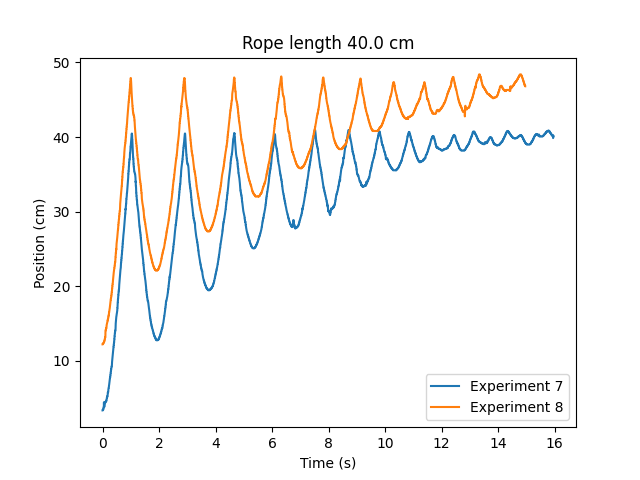 Rope length 40.0 cm
50
40
30
20
10
Position (cm)
0 2 4 6 8 10 12 14 16
Time (s)
Experiment 7
Experiment 8